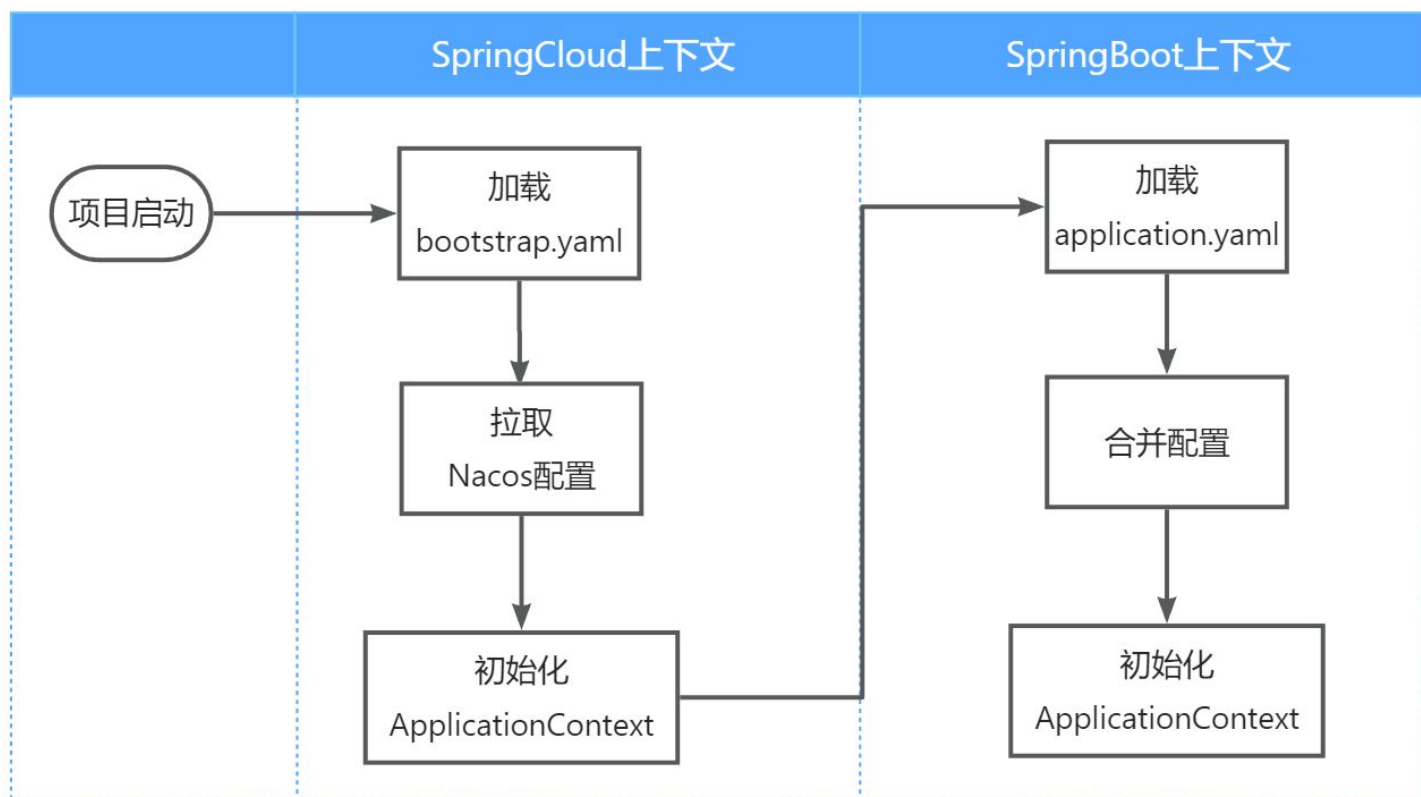 SpringCloud上下文
SpringBoot上下文
项目启动
加载
bootstrap.yaml
拉取
Nacos配置
初始化
ApplicationContext
加载
application.yaml
合并配置
初始化
ApplicationContext